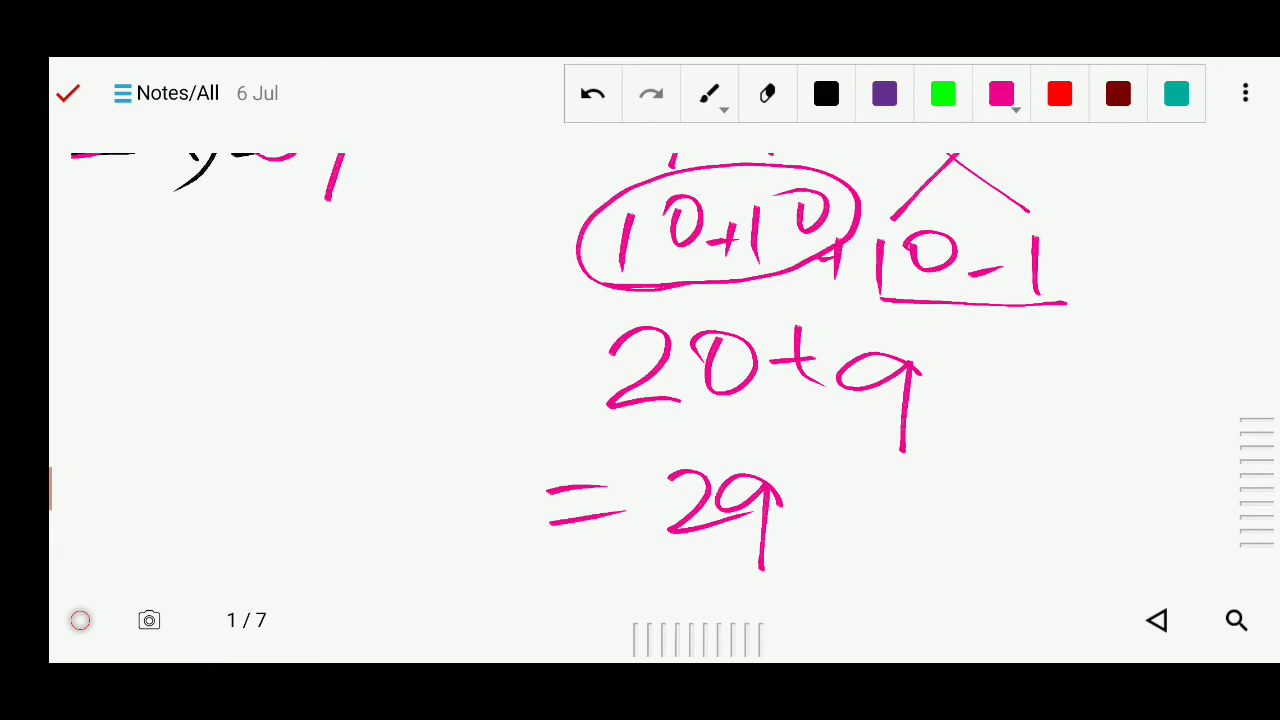 Notes/All 6 Jul
10+10+10-1
20+9
= 29
1 / 7